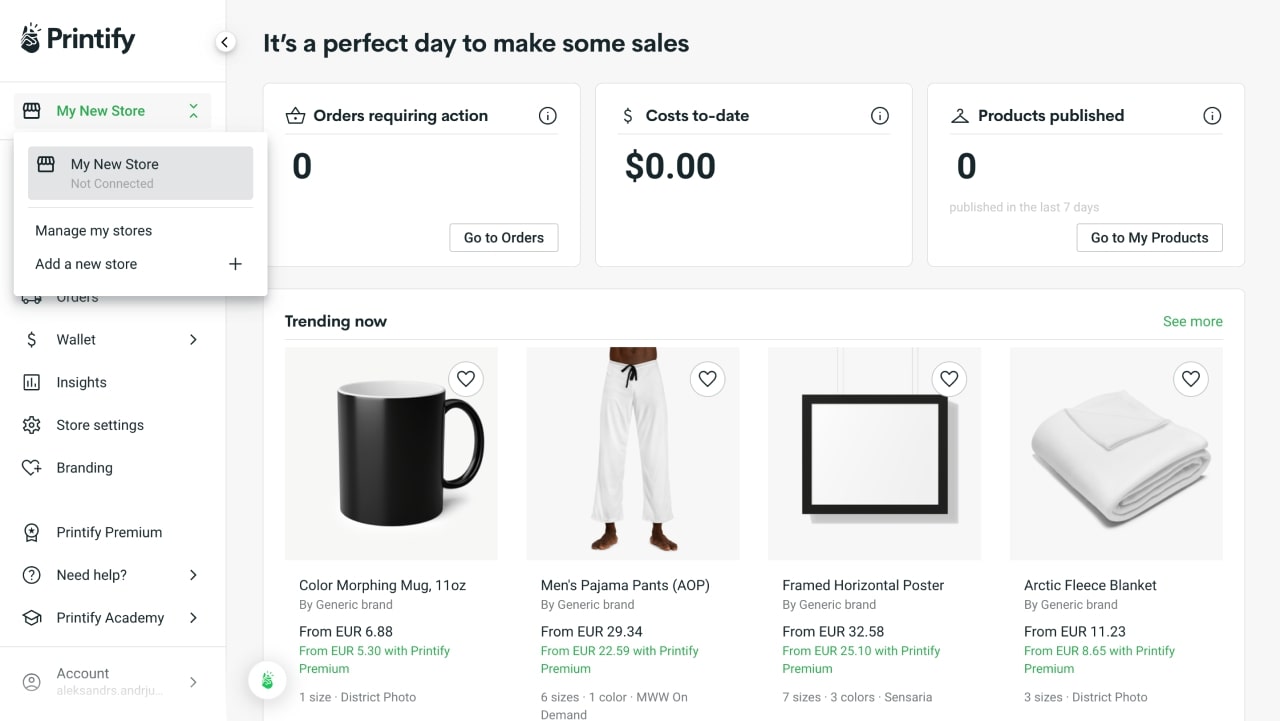 Printify
It's a perfect day to make some sales
My New Store
My New Store
Not Connected
Manage my stores
Add a new store
Orders
Wallet
Insights
Store settings
Branding
Printify Premium
Need help?
Printify Academy
Account
aleksandrs.andrju...
Orders requiring action
0
Go to Orders
$ Costs to-date
$0.00
Products published
0
published in the last 7 days
Go to My Products
Trending now
See more
Color Morphing Mug, 11oz
By Generic brand
From EUR 6.88
From EUR 5.30 with Printify
Premium
1 size · District Photo
Men's Pajama Pants (AOP)
By Generic brand
From EUR 29.34
From EUR 22.59 with Printify
Premium
6 sizes · 1 color · MWW On
Demand
Framed Horizontal Poster
By Generic brand
From EUR 32.58
From EUR 25.10 with Printify
Premium
7 sizes · 3 colors · Sensaria
Arctic Fleece Blanket
By Generic brand
From EUR 11.23
From EUR 8.65 with Printify
Premium
3 sizes · District Photo